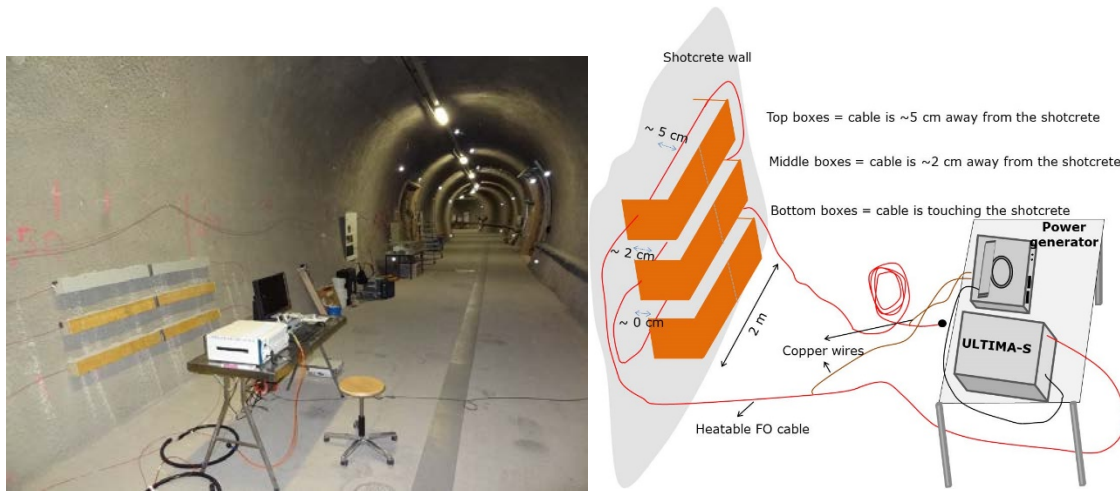 Shotcrete wall
~ 5 cm
Top boxes = cable is ~5 cm away from the shotcrete
Middle boxes = cable is ~2 cm away from the shotcrete
Bottom boxes = cable is touching the shotcrete
Power
generator
~ 2 cm
~ 0 cm
2 m
ULTIMA-S
Copper wires
Heatable FO cable